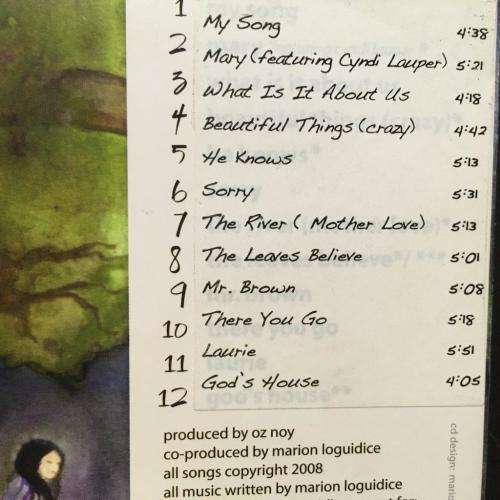 1 My Song 4:38
2 Mary (featuring Cyndi Lauper) 5:21
3 What Is It About Us 4:18
4 Beautiful Things (crazy) 4:42
5 He Knows 5:13
6 Sorry 5:31
7 The River ( Mother Love) 5:13
8 The Leaves Believe 5:01
9 Mr. Brown 5:08
10 There You Go 5:18
11 Laurie 5:51
12 God's House 4:05
produced by oz noy
co-produced by marion loguidice
all songs copyright 2008
all music written by marion loguidice
cd design: